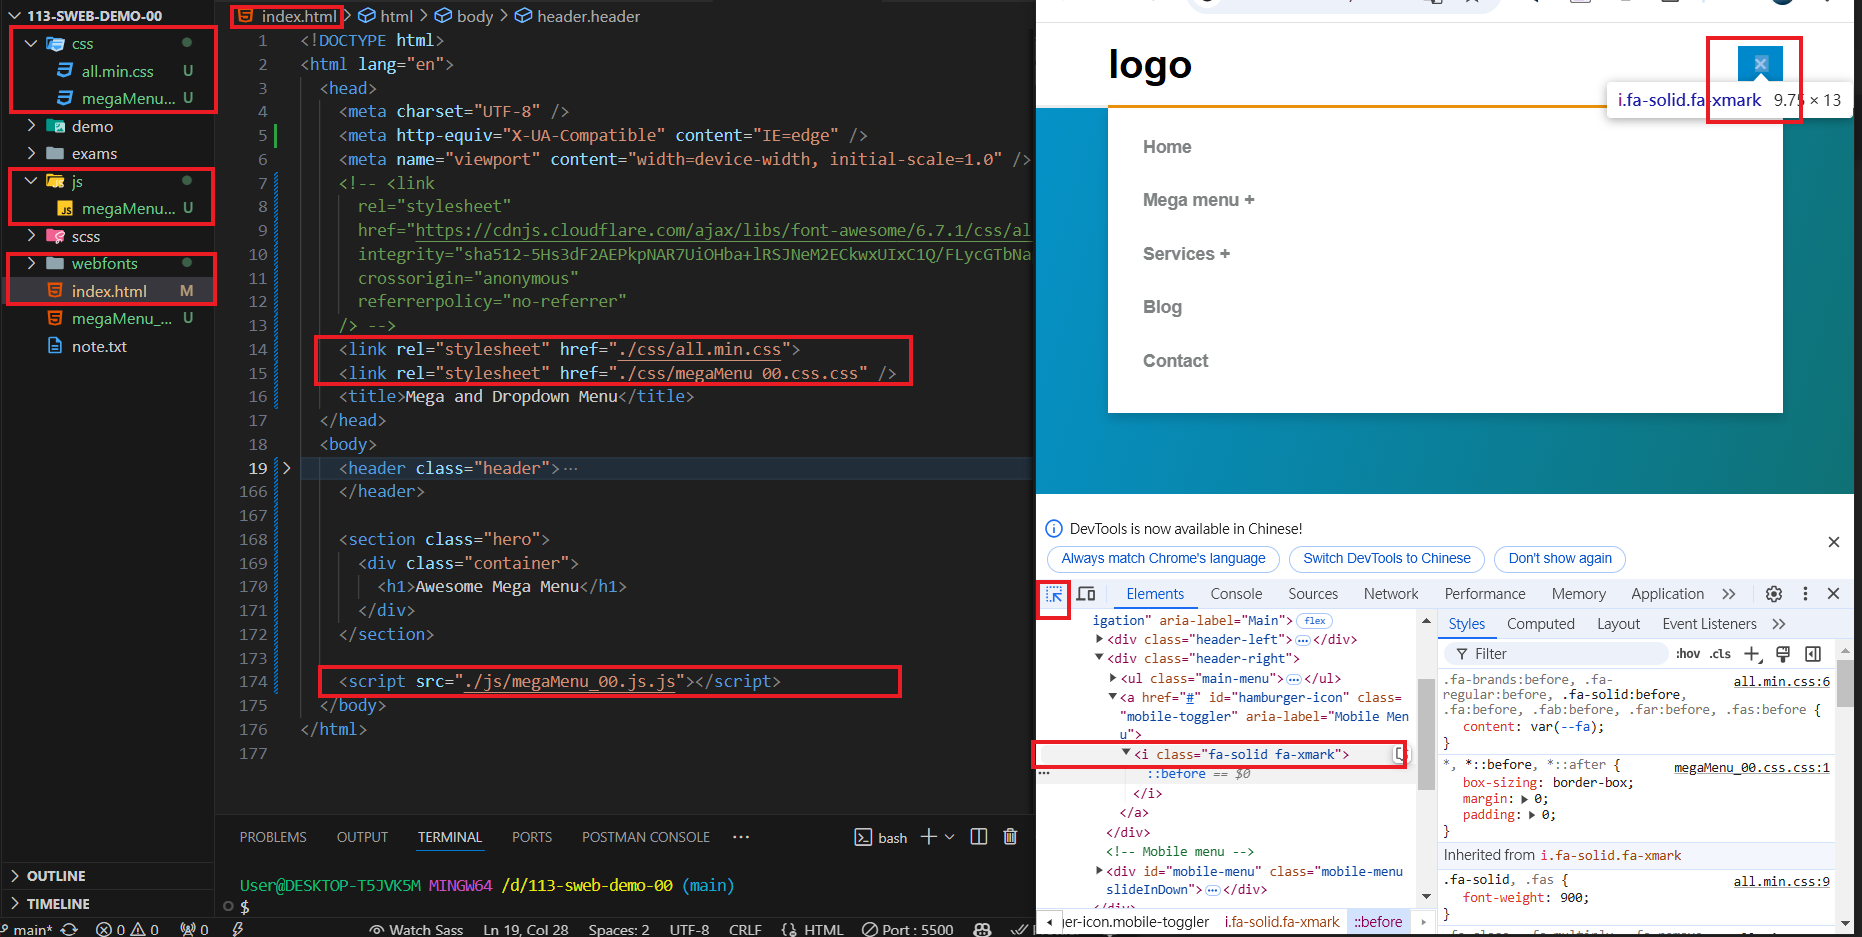 113-SWEB-DEMO-00
css
all.min.css U
megaMenu... U
demo
exams
js
megaMenu... U
scss
webfonts
index.html M
megaMenu_... U
note.txt
OUTLINE
TIMELINE
index.html > html > body > header.header
1 <!DOCTYPE html>
2 <html lang="en">
3 <head>
4 <meta charset="UTF-8" />
5 <meta http-equiv="X-UA-Compatible" content="IE=edge" />
6 <meta name="viewport" content="width=device-width, initial-scale=1.0" />
7 <!-- <link
8 rel="stylesheet"
9 href="https://cdnjs.cloudflare.com/ajax/libs/font-awesome/6.7.1/css/al
10 integrity="sha512-5Hs3dF2AEPkpNAR7UiOHba+lRSJNeM2ECkwxUIxC1Q/FLycGTbNa
11 crossorigin="anonymous"
12 referrerpolicy="no-referrer"
13 /> -->
14 <link rel="stylesheet" href="./css/all.min.css">
15 <link rel="stylesheet" href="./css/megaMenu_00.css.css" />
16 <title>Mega and Dropdown Menu</title>
17 </head>
18 <body>
19 <header class="header">...
166 </header>
167
168 <section class="hero">
169 <div class="container">
170 <h1>Awesome Mega Menu</h1>
171 </div>
172 </section>
173
174 <script src="./js/megaMenu_00.js.js"></script>
175 </body>
176 </html>
177
PROBLEMS OUTPUT TERMINAL PORTS POSTMAN CONSOLE ... bash
User@DESKTOP-T5JVK5M MINGW64 /d/113-sweb-demo-00 (main)
$
main* 0 0 0 Watch Sass Ln 19, Col 28 Spaces: 2 UTF-8 CRLF {} HTML Port : 5500
logo
i.fa-solid.fa-xmark 9.75 × 13
Home
Mega menu +
Services +
Blog
Contact
DevTools is now available in Chinese!
Always match Chrome's language Switch DevTools to Chinese Don't show again
Elements Console Sources Network Performance Memory Application >>
igation" aria-label="Main"> flex
<div class="header-left"> ... </div>
<div class="header-right">
<ul class="main-menu"> ... </ul>
<a href="#" id="hamburger-icon" class=
"mobile-toggler" aria-label="Mobile Men
u">
<i class="fa-solid fa-xmark">
::before == $0
</i>
</a>
</div>
<!-- Mobile menu -->
<div id="mobile-menu" class="mobile-menu
slideInDown"> ... </div>
ger-icon.mobile-toggler i.fa-solid.fa-xmark ::before
Styles Computed Layout Event Listeners >>
Filter :hov .cls
.fa-brands:before, .fa- all.min.css:6
regular:before, .fa-solid:before,
.fa:before, .fab:before, .far:before, .fas:before {
content: var(--fa);
}
*, *::before, *::after { megaMenu_00.css.css:1
box-sizing: border-box;
margin: 0;
padding: 0;
}
Inherited from i.fa-solid.fa-xmark
.fa-solid, .fas { all.min.css:9
font-weight: 900;
}